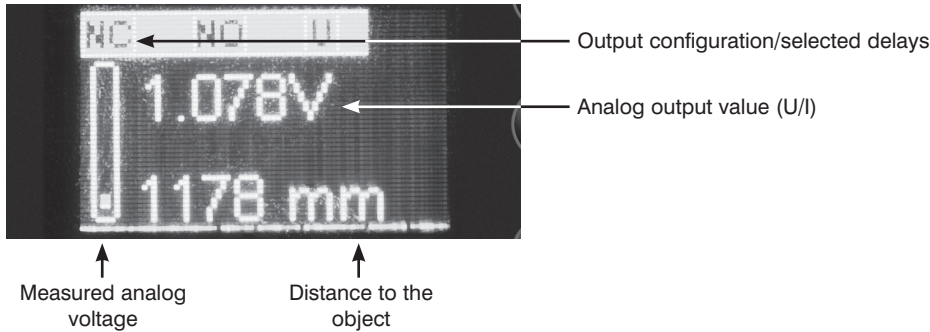 NC NO U
Output configuration/selected delays
1.078V
Analog output value (U/I)
1178 mm
Measured analog
voltage
Distance to the
object